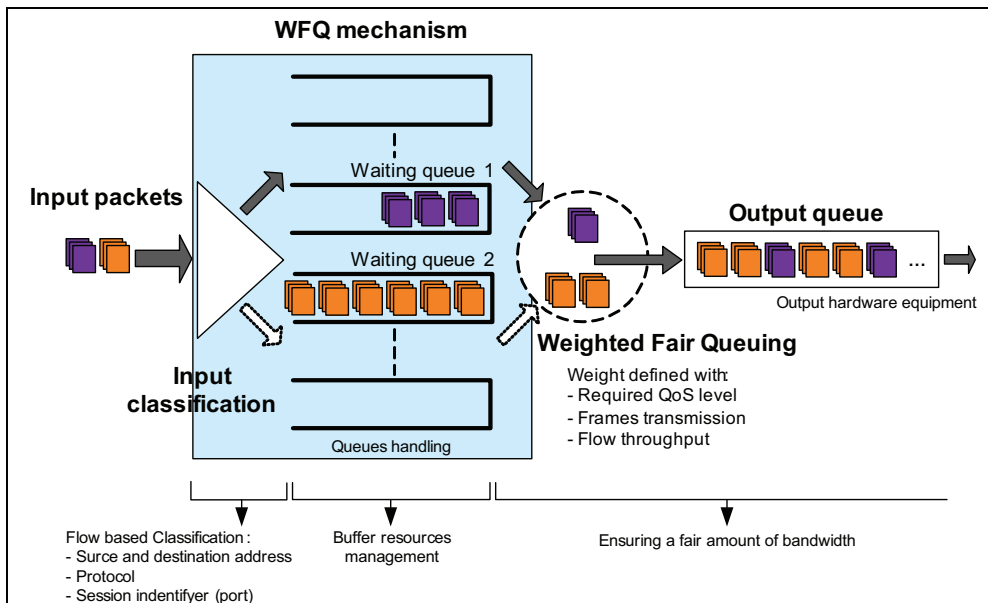 WFQ mechanism
Waiting queue 1
Input packets
Output queue
Waiting queue 2
...
Output hardware equipment
Weighted Fair Queuing
Input
classification
Weight defined with:
- Required QoS level
- Frames transmission
- Flow throughput
Queues handling
Flow based Classification :
- Surce and destination address
- Protocol
- Session indentifyer (port)
Buffer resources
management
Ensuring a fair amount of bandwidth